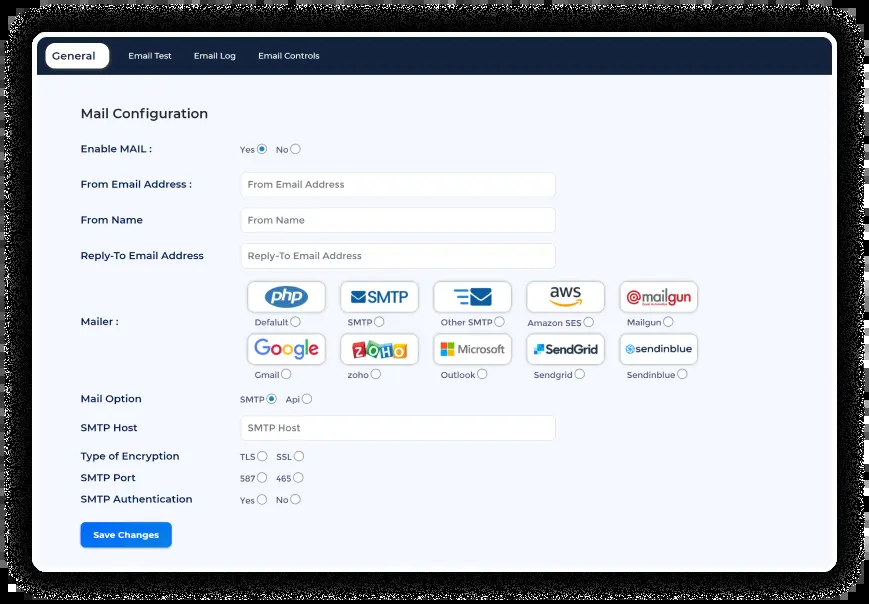 General Email Test Email Log Email Controls
Mail Configuration
Enable MAIL : Yes No
From Email Address : From Email Address
From Name From Name
Reply-To Email Address Reply-To Email Address
php SMTP aws @mailgun
Mailer : Defalult SMTP Other SMTP Amazon SES Mailgun
Google ZOHO Microsoft SendGrid sendinblue
Gmail zoho Outlook Sendgrid Sendinblue
Mail Option SMTP Api
SMTP Host SMTP Host
Type of Encryption TLS SSL
SMTP Port 587 465
SMTP Authentication Yes No
Save Changes